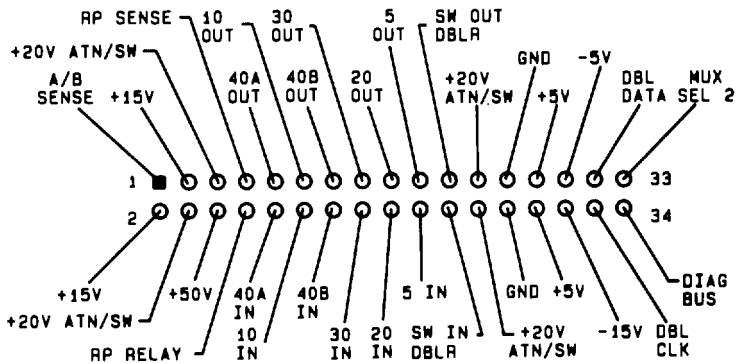 RP SENSE
10 OUT
30 OUT
5 OUT
SW OUT DBLR
+20V ATN/SW
GND
-5V
A/B SENSE
+15V
40A OUT
40B OUT
20 OUT
+20V ATN/SW
+5V
DBL DATA
MUX SEL 2
1
33
2
34
+15V
+50V
40A IN
40B IN
5 IN
GND
+5V
DIAG BUS
+20V ATN/SW
RP RELAY
10 IN
30 IN
20 IN
SW IN DBLR
+20V ATN/SW
-15V
DBL CLK